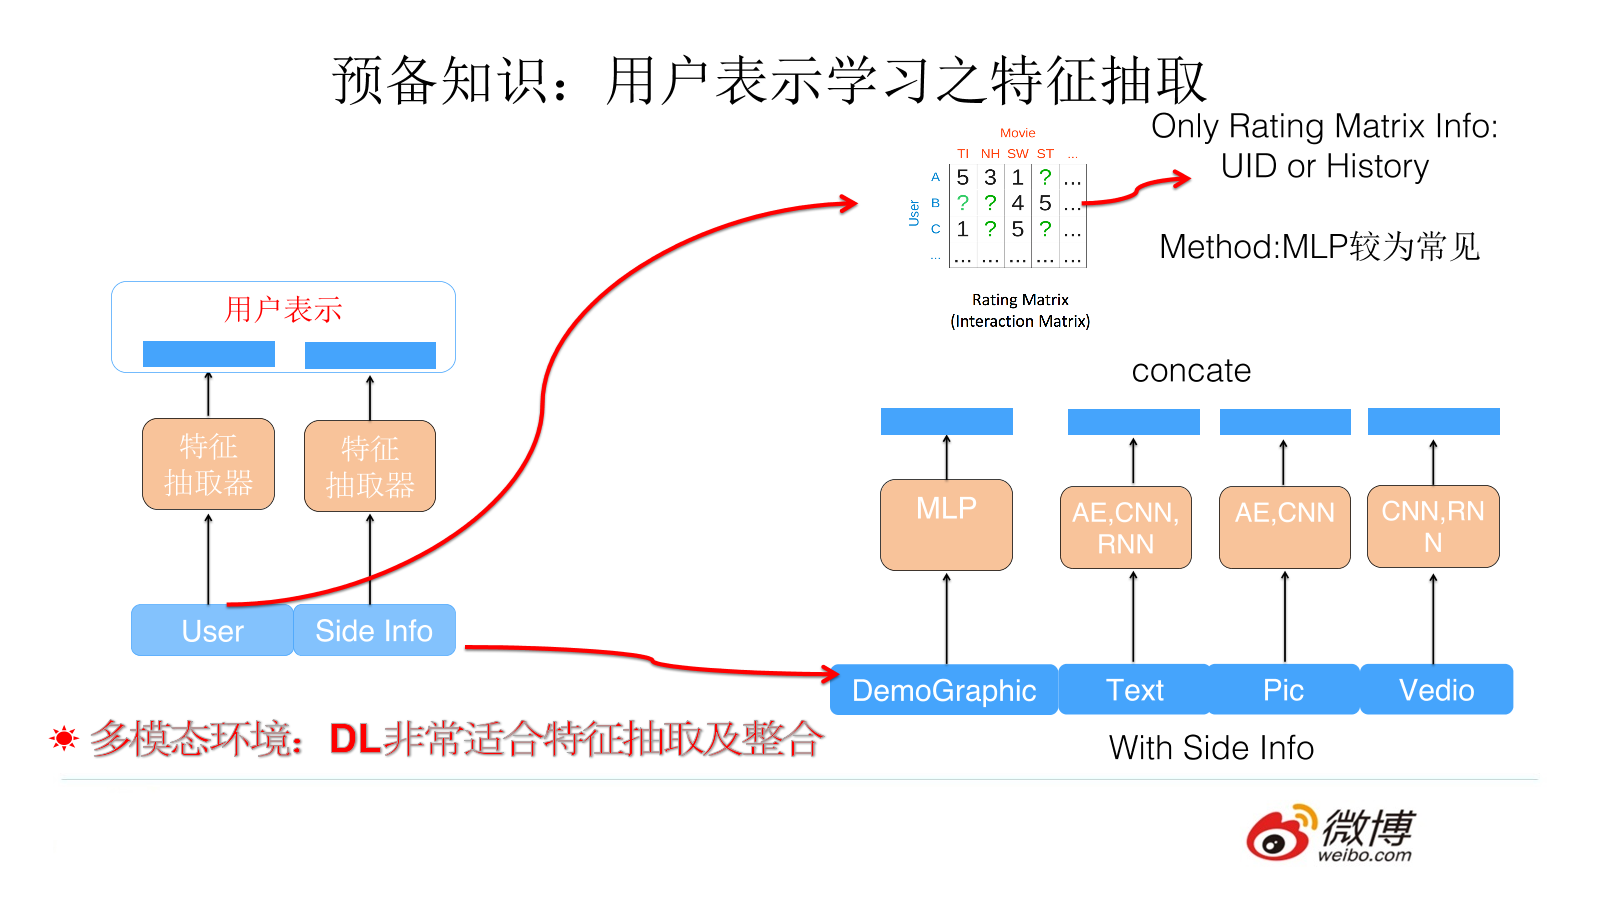 预备知识：用户表示学习之特征抽取
Only Rating Matrix Info:
UID or History
Method:MLP较为常见
Movie
TI NH SW ST ...
User
A 5 3 1 ? ...
B ? ? 4 5 ...
C 1 ? 5 ? ...
... ... ... ... ... ...
Rating Matrix
(Interaction Matrix)
用户表示
特征
抽取器
特征
抽取器
User
Side Info
concate
MLP
AE,CNN,
RNN
AE,CNN
CNN,RN
N
DemoGraphic
Text
Pic
Vedio
With Side Info
多模态环境：DL非常适合特征抽取及整合
微博
weibo.com